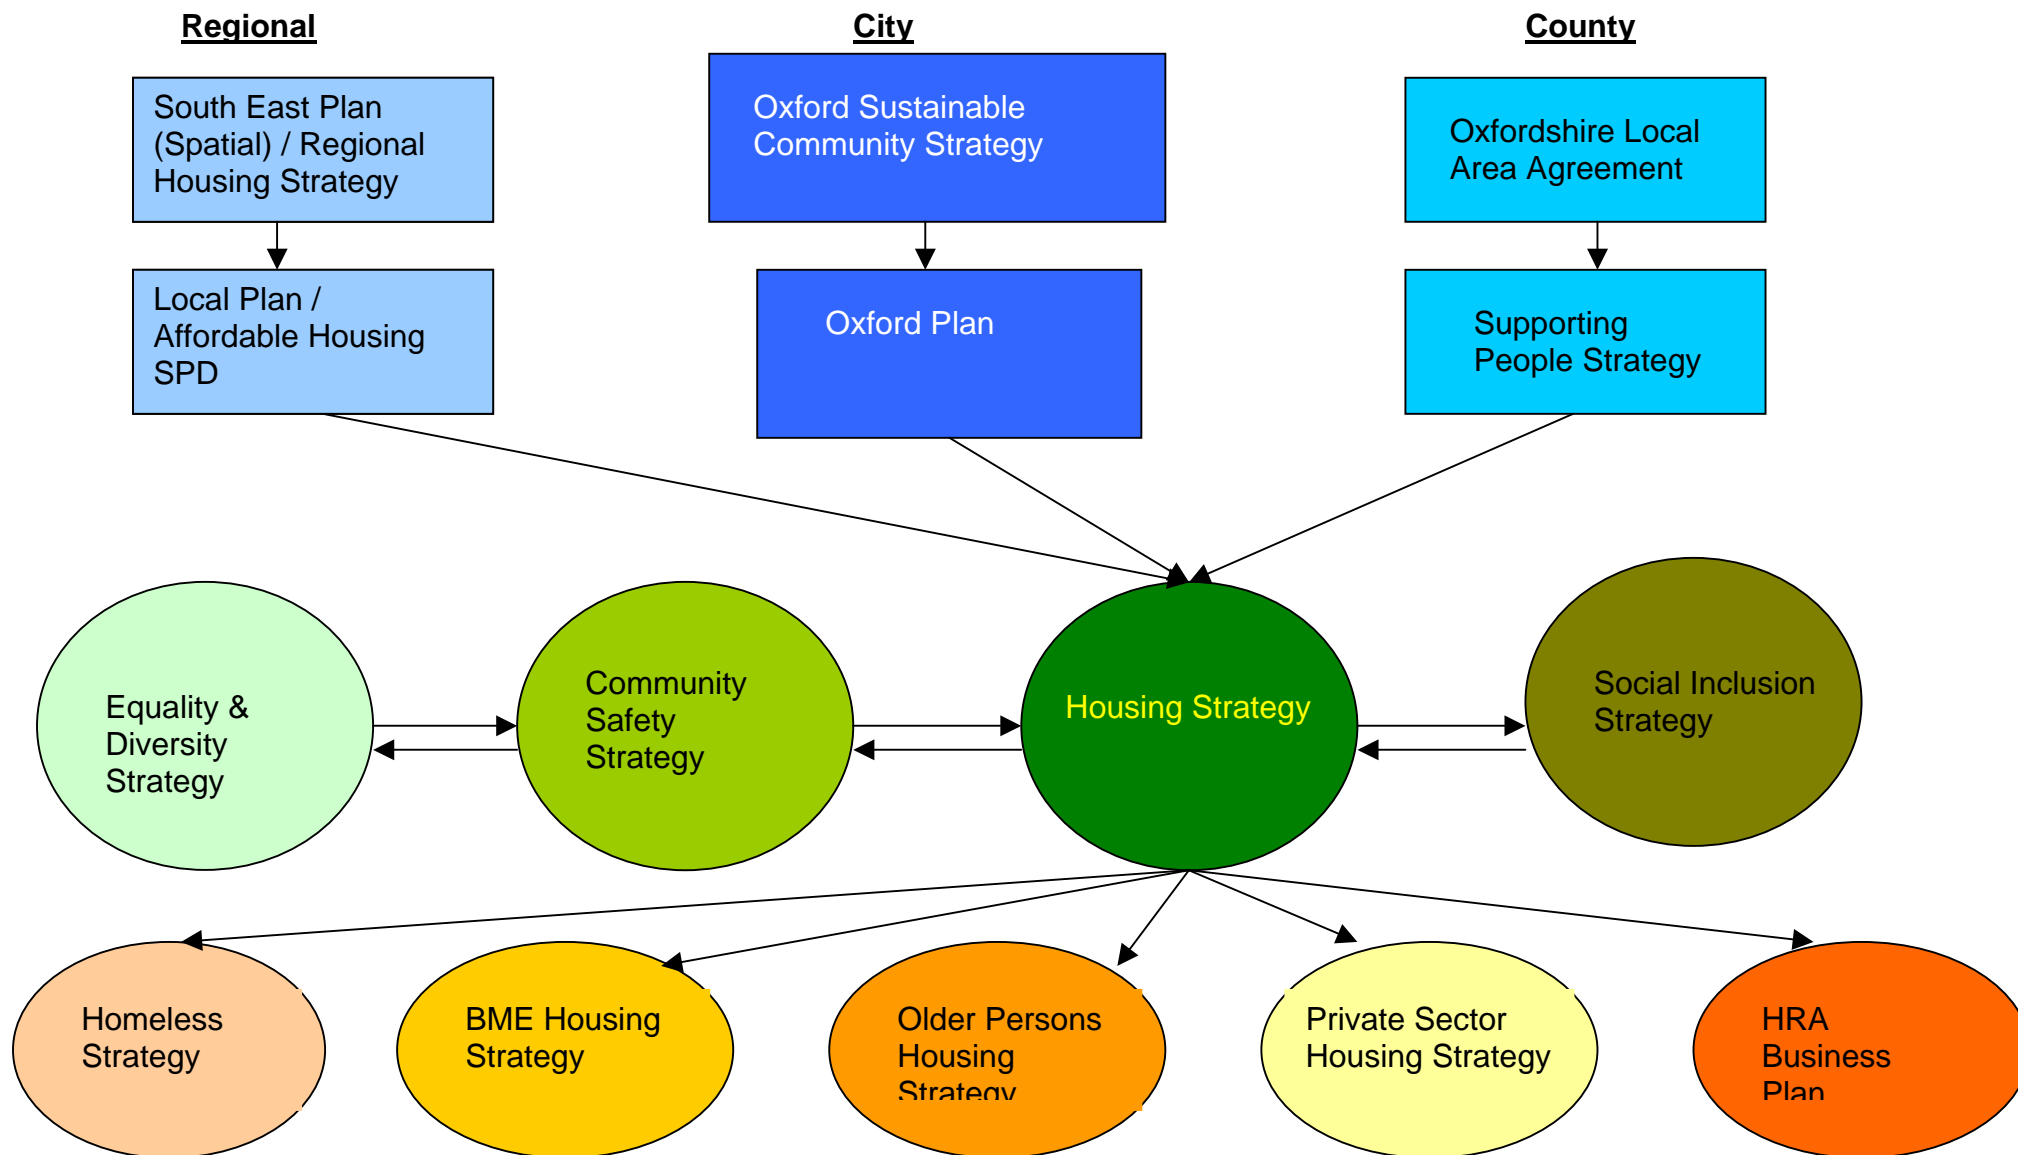 Regional
City
County
South East Plan
(Spatial) / Regional
Housing Strategy
Oxford Sustainable
Community Strategy
Oxfordshire Local
Area Agreement
Local Plan /
Affordable Housing
SPD
Oxford Plan
Supporting
People Strategy
Equality &
Diversity
Strategy
Community
Safety
Strategy
Housing Strategy
Social Inclusion
Strategy
Homeless
Strategy
BME Housing
Strategy
Older Persons
Housing
Strategy
Private Sector
Housing Strategy
HRA
Business
Plan